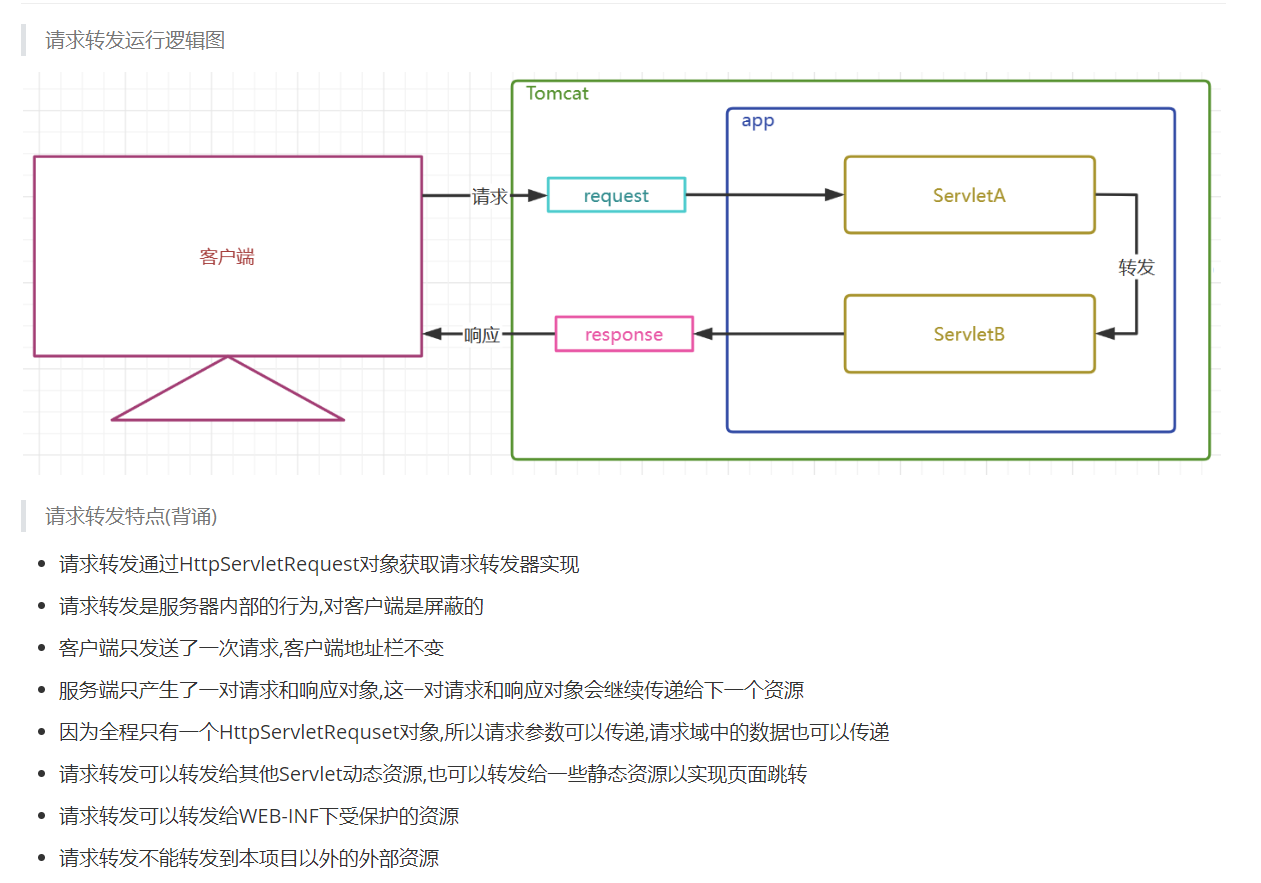 请求转发运行逻辑图
Tomcat
app
请求
request
ServletA
客户端
转发
响应
response
ServletB
请求转发特点(背诵)
请求转发通过HttpServletRequest对象获取请求转发器实现
请求转发是服务器内部的行为,对客户端是屏蔽的
客户端只发送了一次请求,客户端地址栏不变
服务端只产生了一对请求和响应对象,这一对请求和响应对象会继续传递给下一个资源
因为全程只有一个HttpServletRequset对象,所以请求参数可以传递,请求域中的数据也可以传递
请求转发可以转发给其他Servlet动态资源,也可以转发给一些静态资源以实现页面跳转
请求转发可以转发给WEB-INF下受保护的资源
请求转发不能转发到本项目以外的外部资源